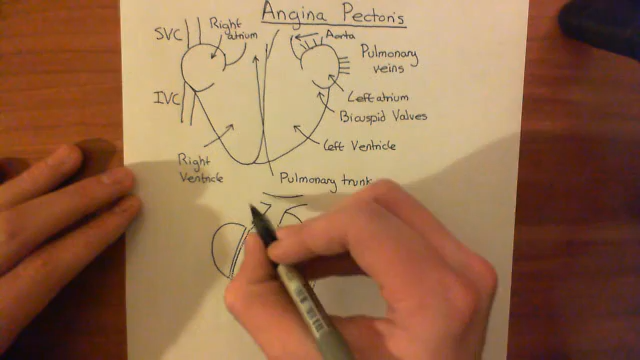 Angina Pectoris
SVC
Right
atrium
Aorta
Pulmonary
veins
IVC
Left atrium
Bicuspid Valves
Left Ventricle
Right
Ventricle
Pulmonary trunk